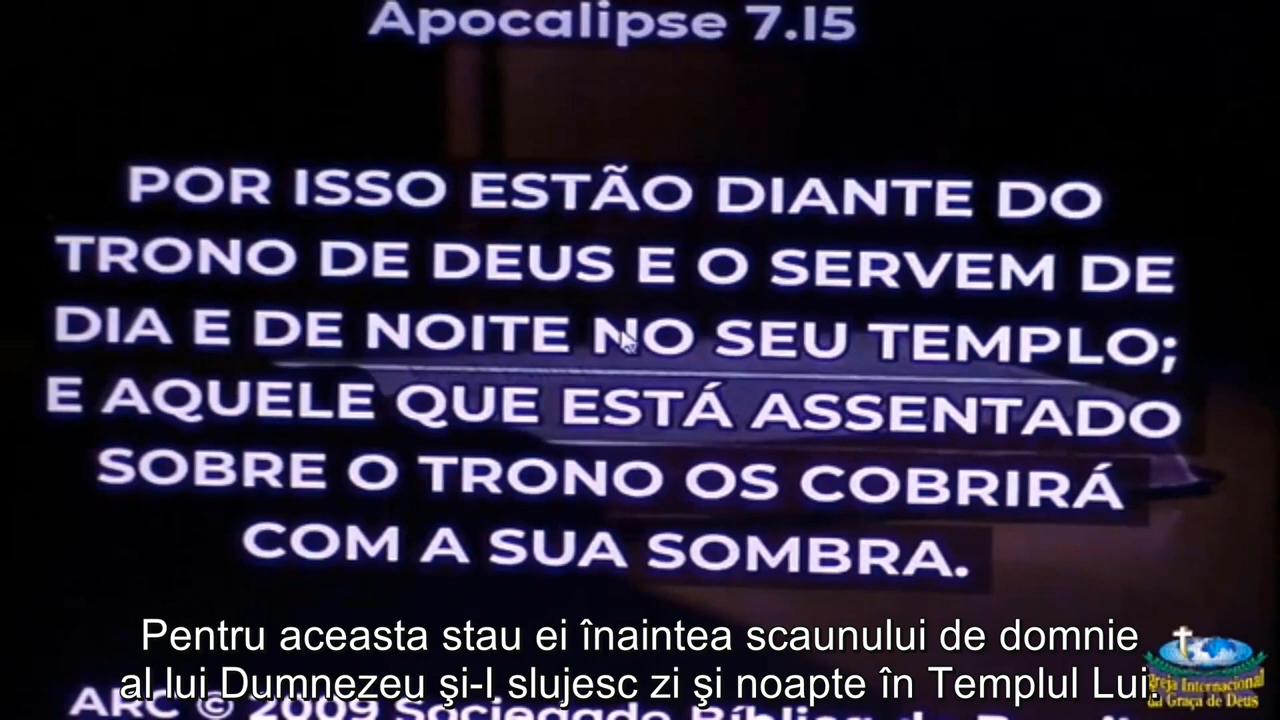 Apocalipse 7.15
POR ISSO ESTÃO DIANTE DO
TRONO DE DEUS E O SERVEM DE
DIA E DE NOITE NO SEU TEMPLO;
E AQUELE QUE ESTÁ ASSENTADO
SOBRE O TRONO OS COBRIRÁ
COM A SUA SOMBRA.
Pentru aceasta stau ei înaintea scaunului de domnie
al lui Dumnezeu şi-l slujesc zi şi noapte în Templul Lui.
ARC © 2009 Sociedade Bíblica do
Igreja Internacional
da Graça de Deus